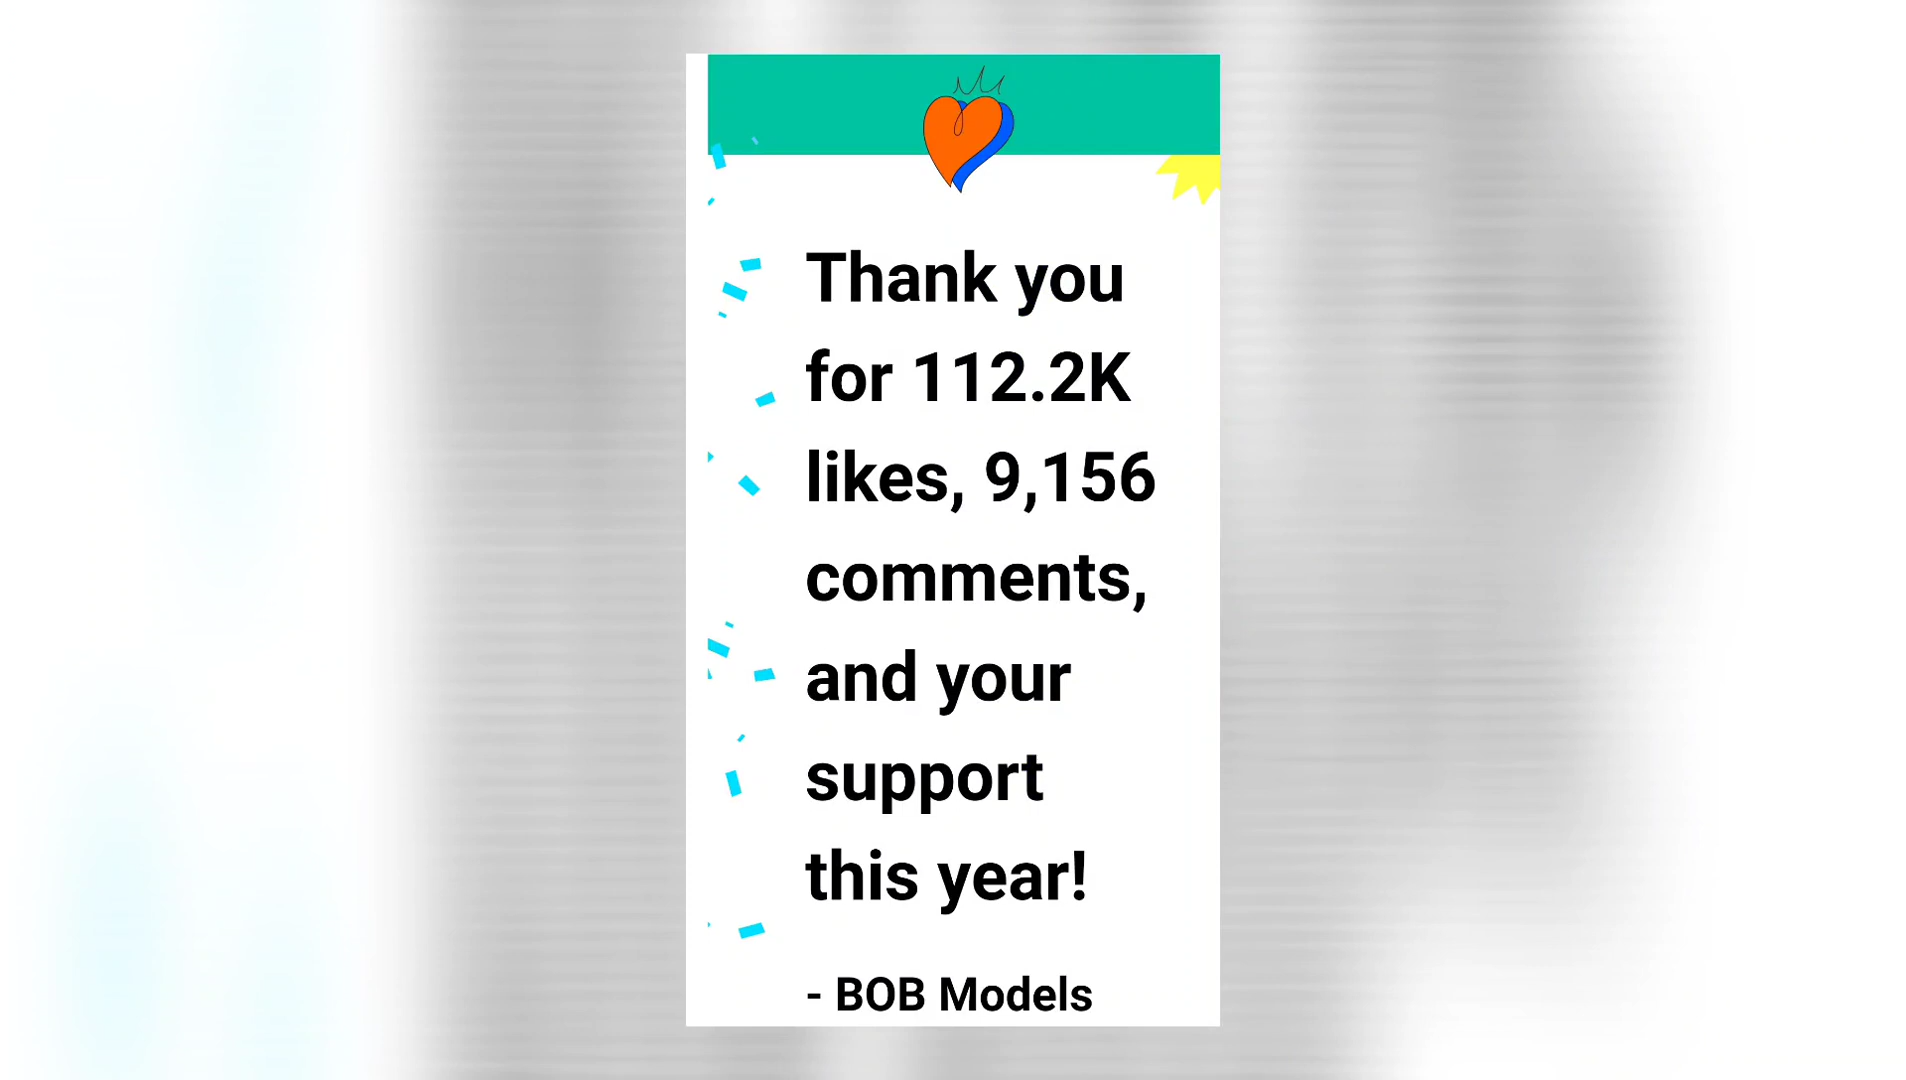 Thank you
for 112.2K
likes, 9,156
comments,
and your
support
this year!
- BOB Models